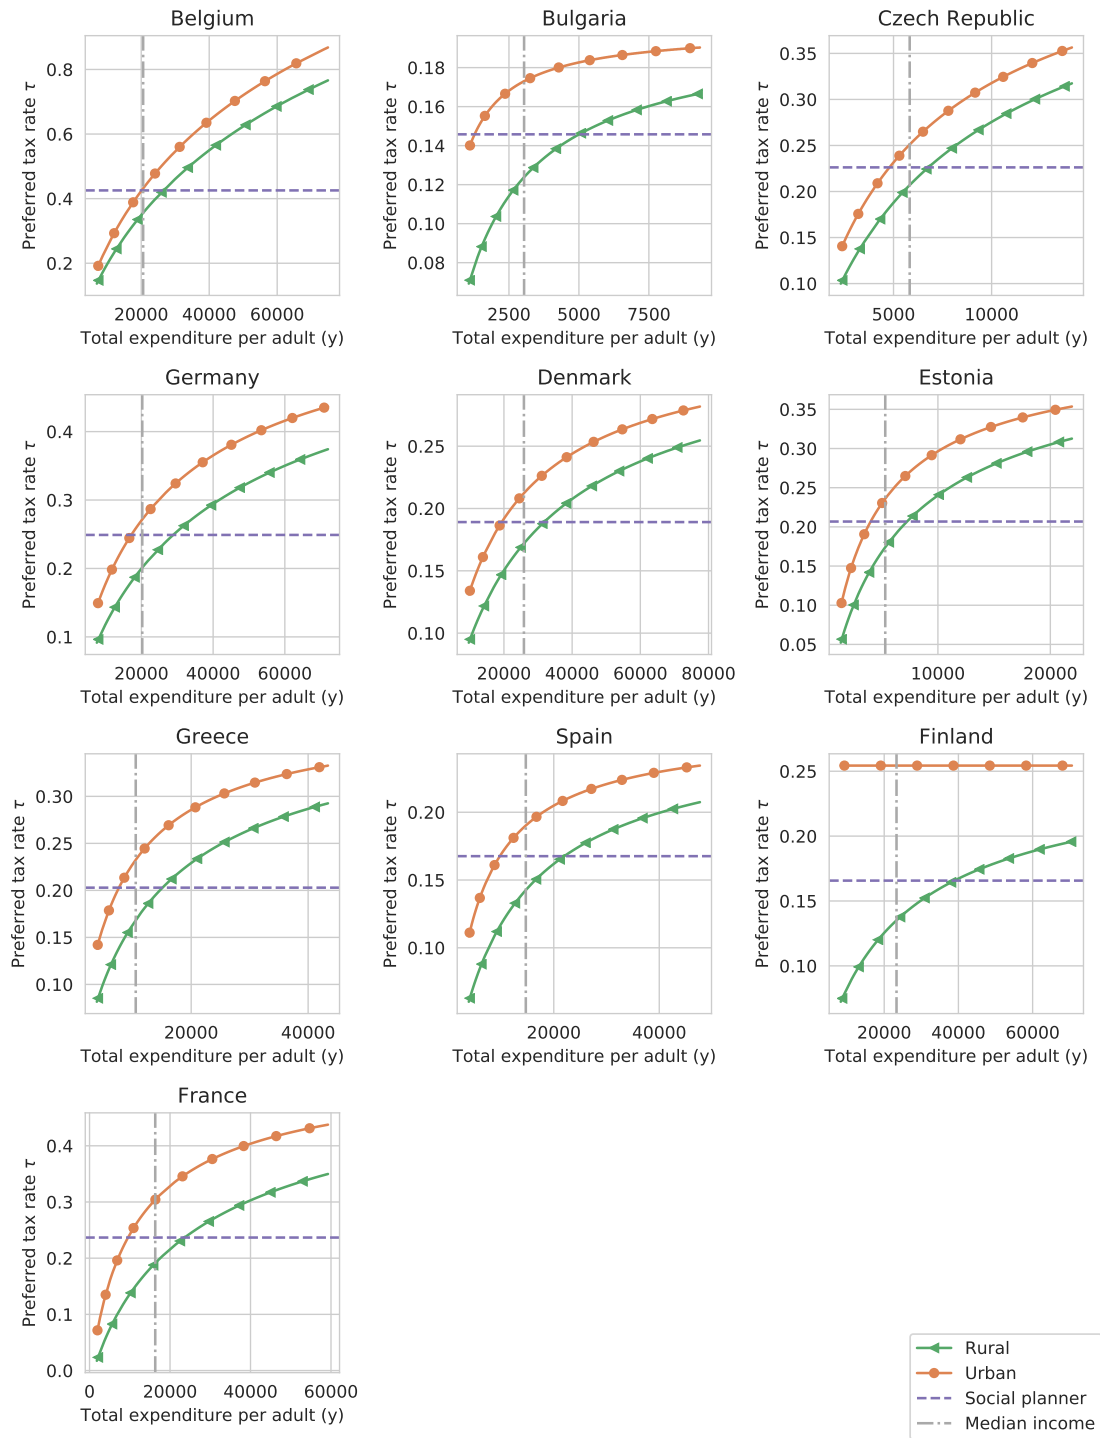 Belgium
Preferred tax rate τ
0.8
0.6
0.4
0.2
20000 40000 60000
Total expenditure per adult (y)
Bulgaria
Preferred tax rate τ
0.18
0.16
0.14
0.12
0.10
0.08
2500 5000 7500
Total expenditure per adult (y)
Czech Republic
Preferred tax rate τ
0.35
0.30
0.25
0.20
0.15
0.10
5000 10000
Total expenditure per adult (y)
Germany
Preferred tax rate τ
0.4
0.3
0.2
0.1
20000 40000 60000
Total expenditure per adult (y)
Denmark
Preferred tax rate τ
0.25
0.20
0.15
0.10
20000 40000 60000 80000
Total expenditure per adult (y)
Estonia
Preferred tax rate τ
0.35
0.30
0.25
0.20
0.15
0.10
0.05
10000 20000
Total expenditure per adult (y)
Greece
Preferred tax rate τ
0.30
0.25
0.20
0.15
0.10
20000 40000
Total expenditure per adult (y)
Spain
Preferred tax rate τ
0.20
0.15
0.10
20000 40000
Total expenditure per adult (y)
Finland
Preferred tax rate τ
0.25
0.20
0.15
0.10
20000 40000 60000
Total expenditure per adult (y)
France
Preferred tax rate τ
0.4
0.3
0.2
0.1
0.0
0 20000 40000 60000
Total expenditure per adult (y)
Rural
Urban
Social planner
Median income